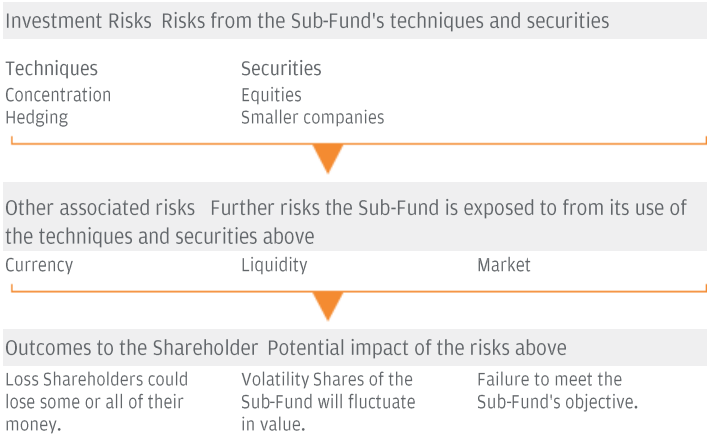 Investment Risks Risks from the Sub-Fund's techniques and securities
Techniques Securities
Concentration Equities
Hedging Smaller companies
Other associated risks Further risks the Sub-Fund is exposed to from its use of
the techniques and securities above
Currency Liquidity Market
Outcomes to the Shareholder Potential impact of the risks above
Loss Shareholders could
lose some or all of their
money.
Volatility Shares of the
Sub-Fund will fluctuate
in value.
Failure to meet the
Sub-Fund's objective.